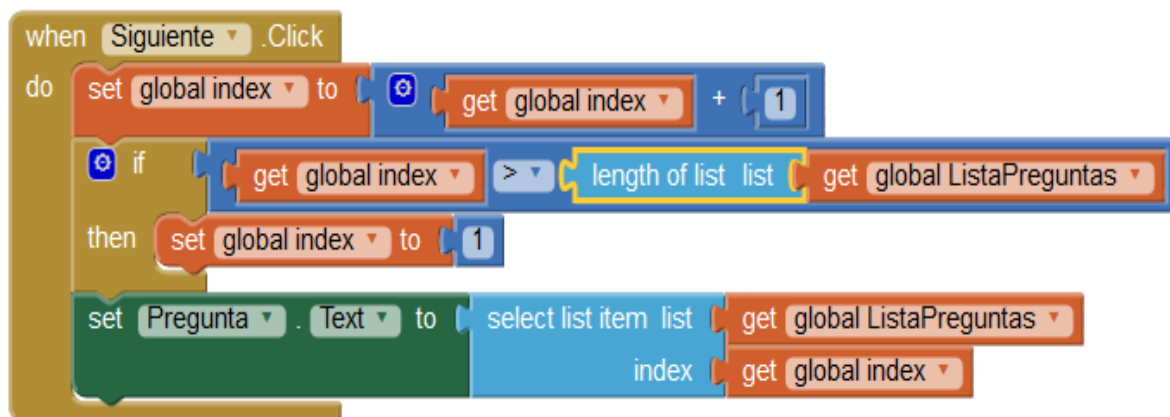 when Siguiente .Click
do set global index to get global index + 1
if get global index > length of list list get global ListaPreguntas
then set global index to 1
set Pregunta . Text to select list item list get global ListaPreguntas
index get global index